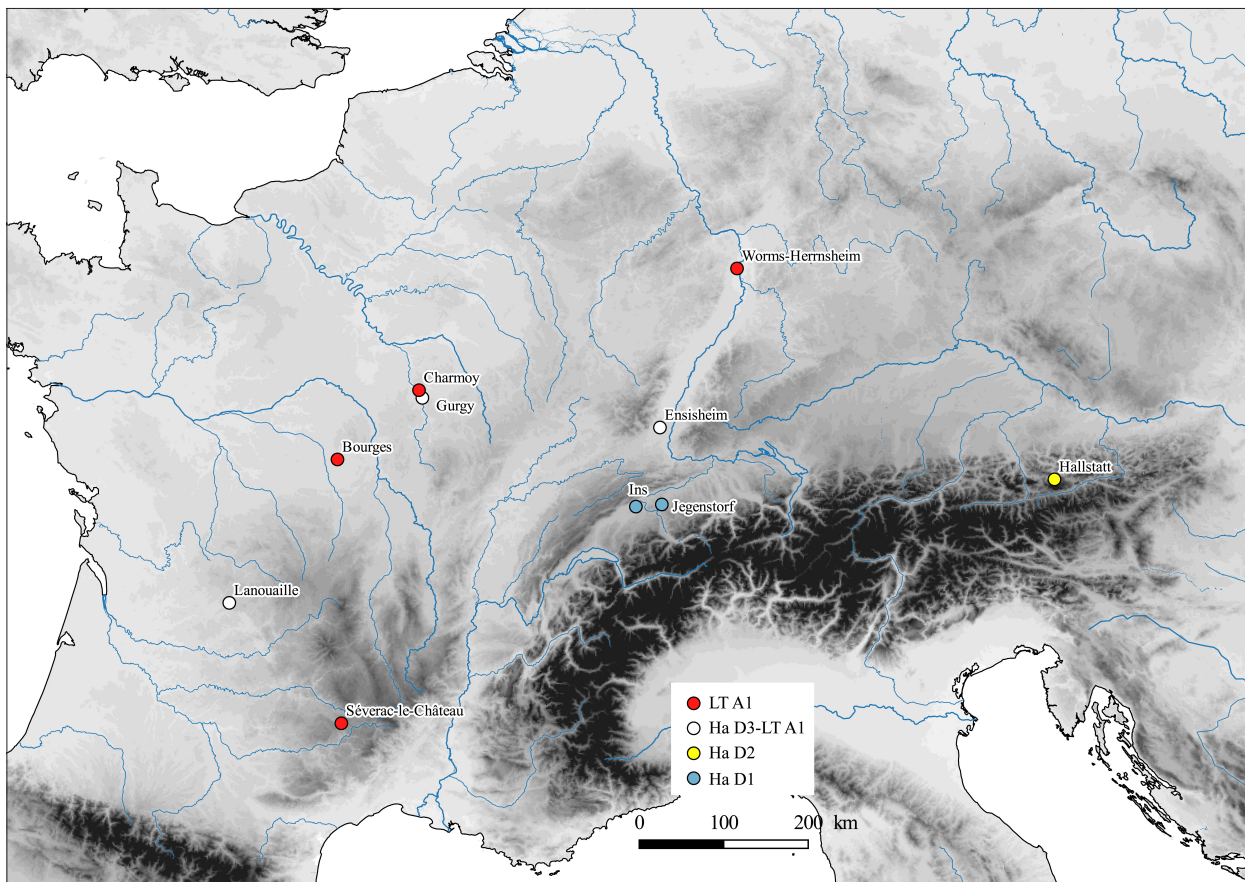 Worms-Herrnsheim
Charmoy
Gurgy
Ensisheim
Bourges
Hallstatt
Ins
Jegenstorf
Lanouaille
Séverac-le-Château
LT A1
Ha D3-LT A1
Ha D2
Ha D1
0 100 200 km